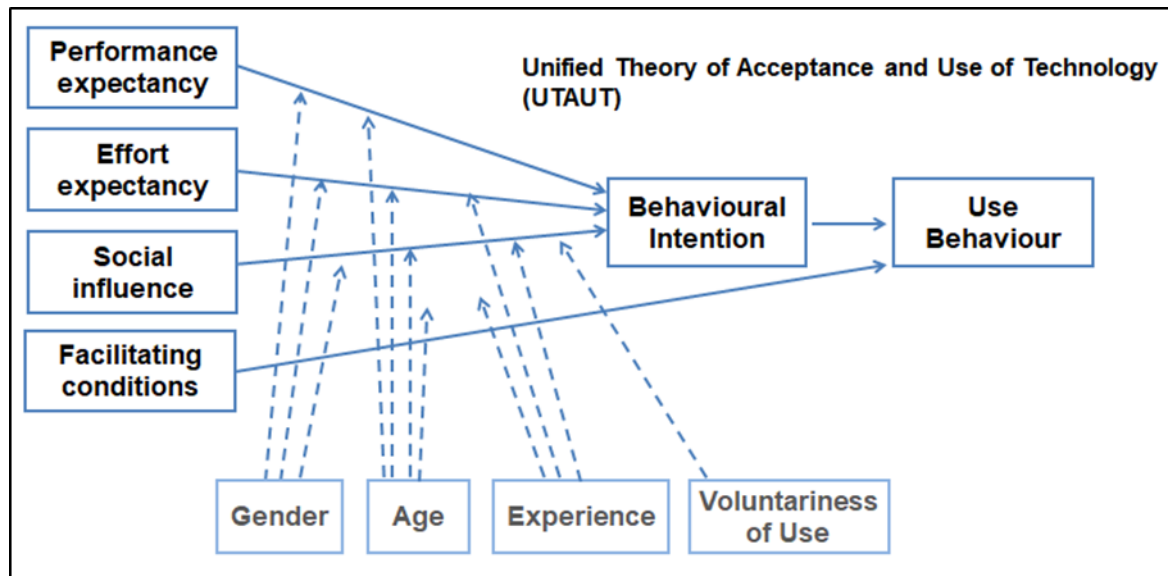 Performance
expectancy
Unified Theory of Acceptance and Use of Technology
(UTAUT)
Effort
expectancy
Behavioural
Intention
Use
Behaviour
Social
influence
Facilitating
conditions
Gender
Age
Experience
Voluntariness
of Use